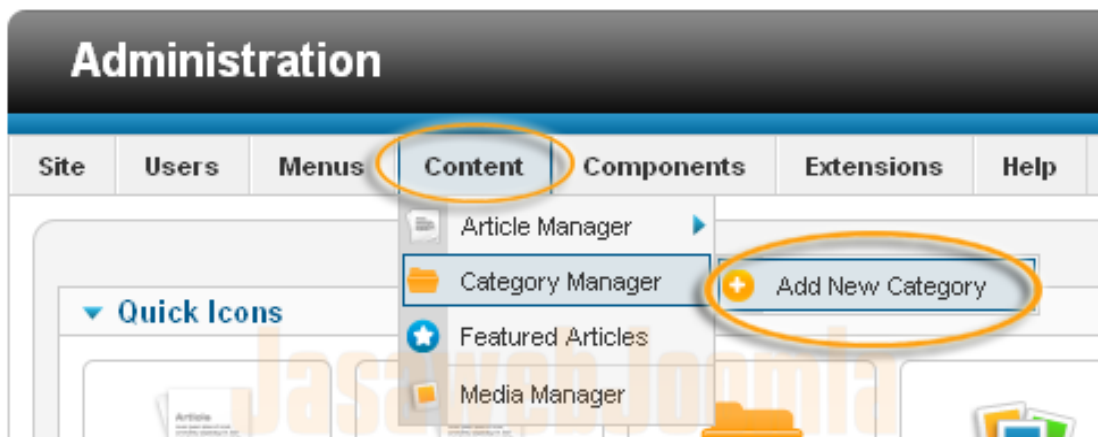 Administration
Site Users Menus Content Components Extensions Help
Article Manager
Category Manager
Add New Category
Quick Icons
Featured Articles
Media Manager
JasaWebJoomla
Article